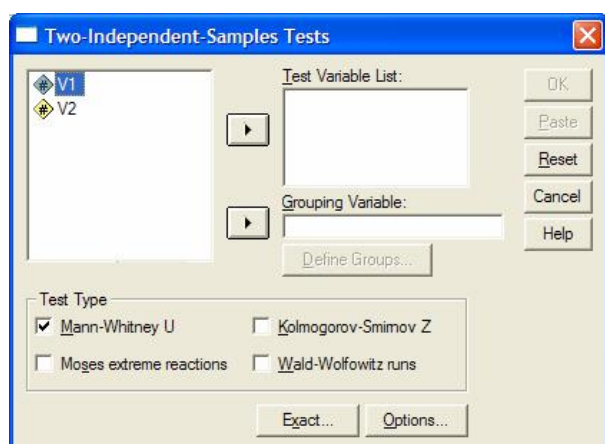 Two-Independent-Samples Tests
V1
V2
Test Variable List:
Grouping Variable:
Define Groups...
OK
Paste
Reset
Cancel
Help
Test Type
Mann-Whitney U
Kolmogorov-Smirnov Z
Moses extreme reactions
Wald-Wolfowitz runs
Exact...
Options...